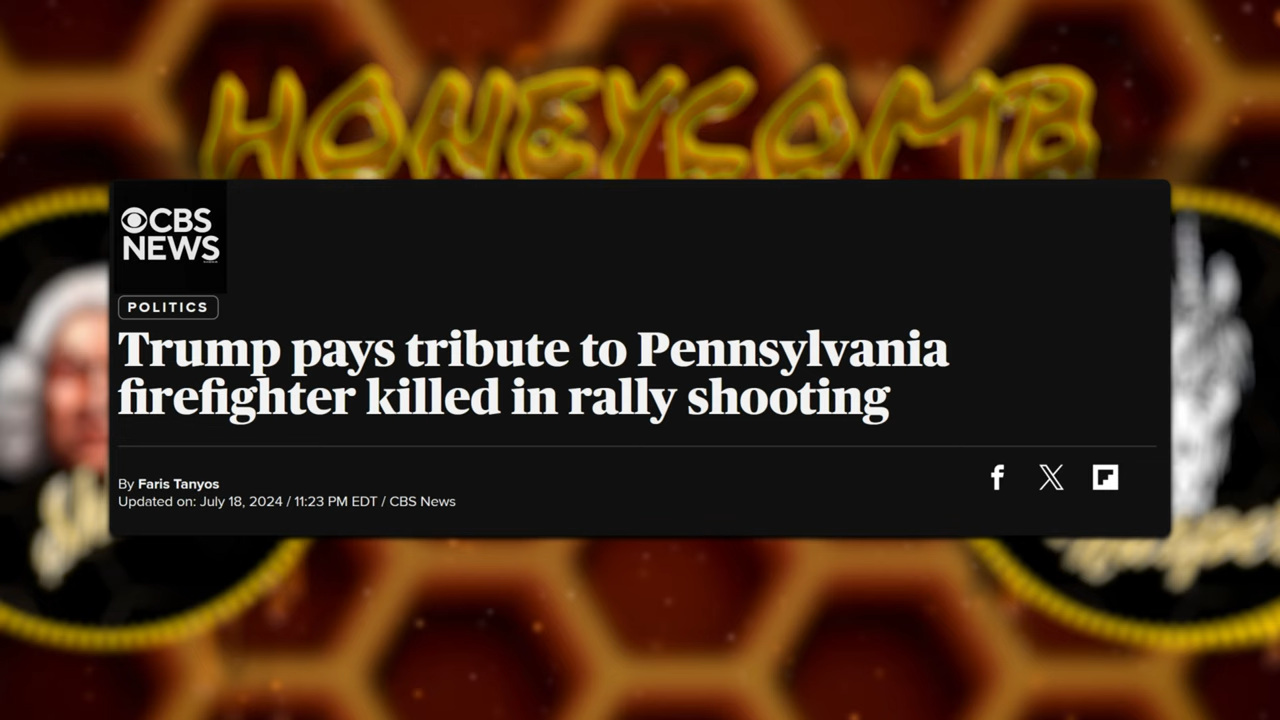 HONEYCOMB
CBS
NEWS
POLITICS
Trump pays tribute to Pennsylvania
firefighter killed in rally shooting
By Faris Tanyos
Updated on: July 18, 2024 / 11:23 PM EDT / CBS News